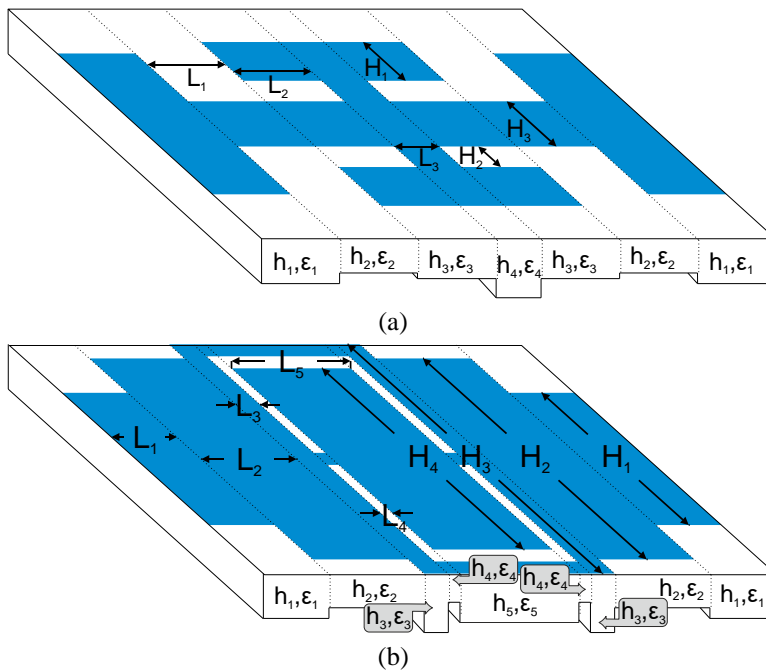 L₁
L₂
H₁
H₃
L₃
H₂
h₁,ε₁
h₂,ε₂
h₃,ε₃
h₄,ε₄
h₃,ε₃
h₂,ε₂
h₁,ε₁
(a)
L₅
L₃
L₁
L₂
H₄
H₃
H₂
H₁
L₄
h₁,ε₁
h₂,ε₂
h₃,ε₃
h₄,ε₄
h₅,ε₅
h₄,ε₄
h₃,ε₃
h₂,ε₂
h₁,ε₁
(b)